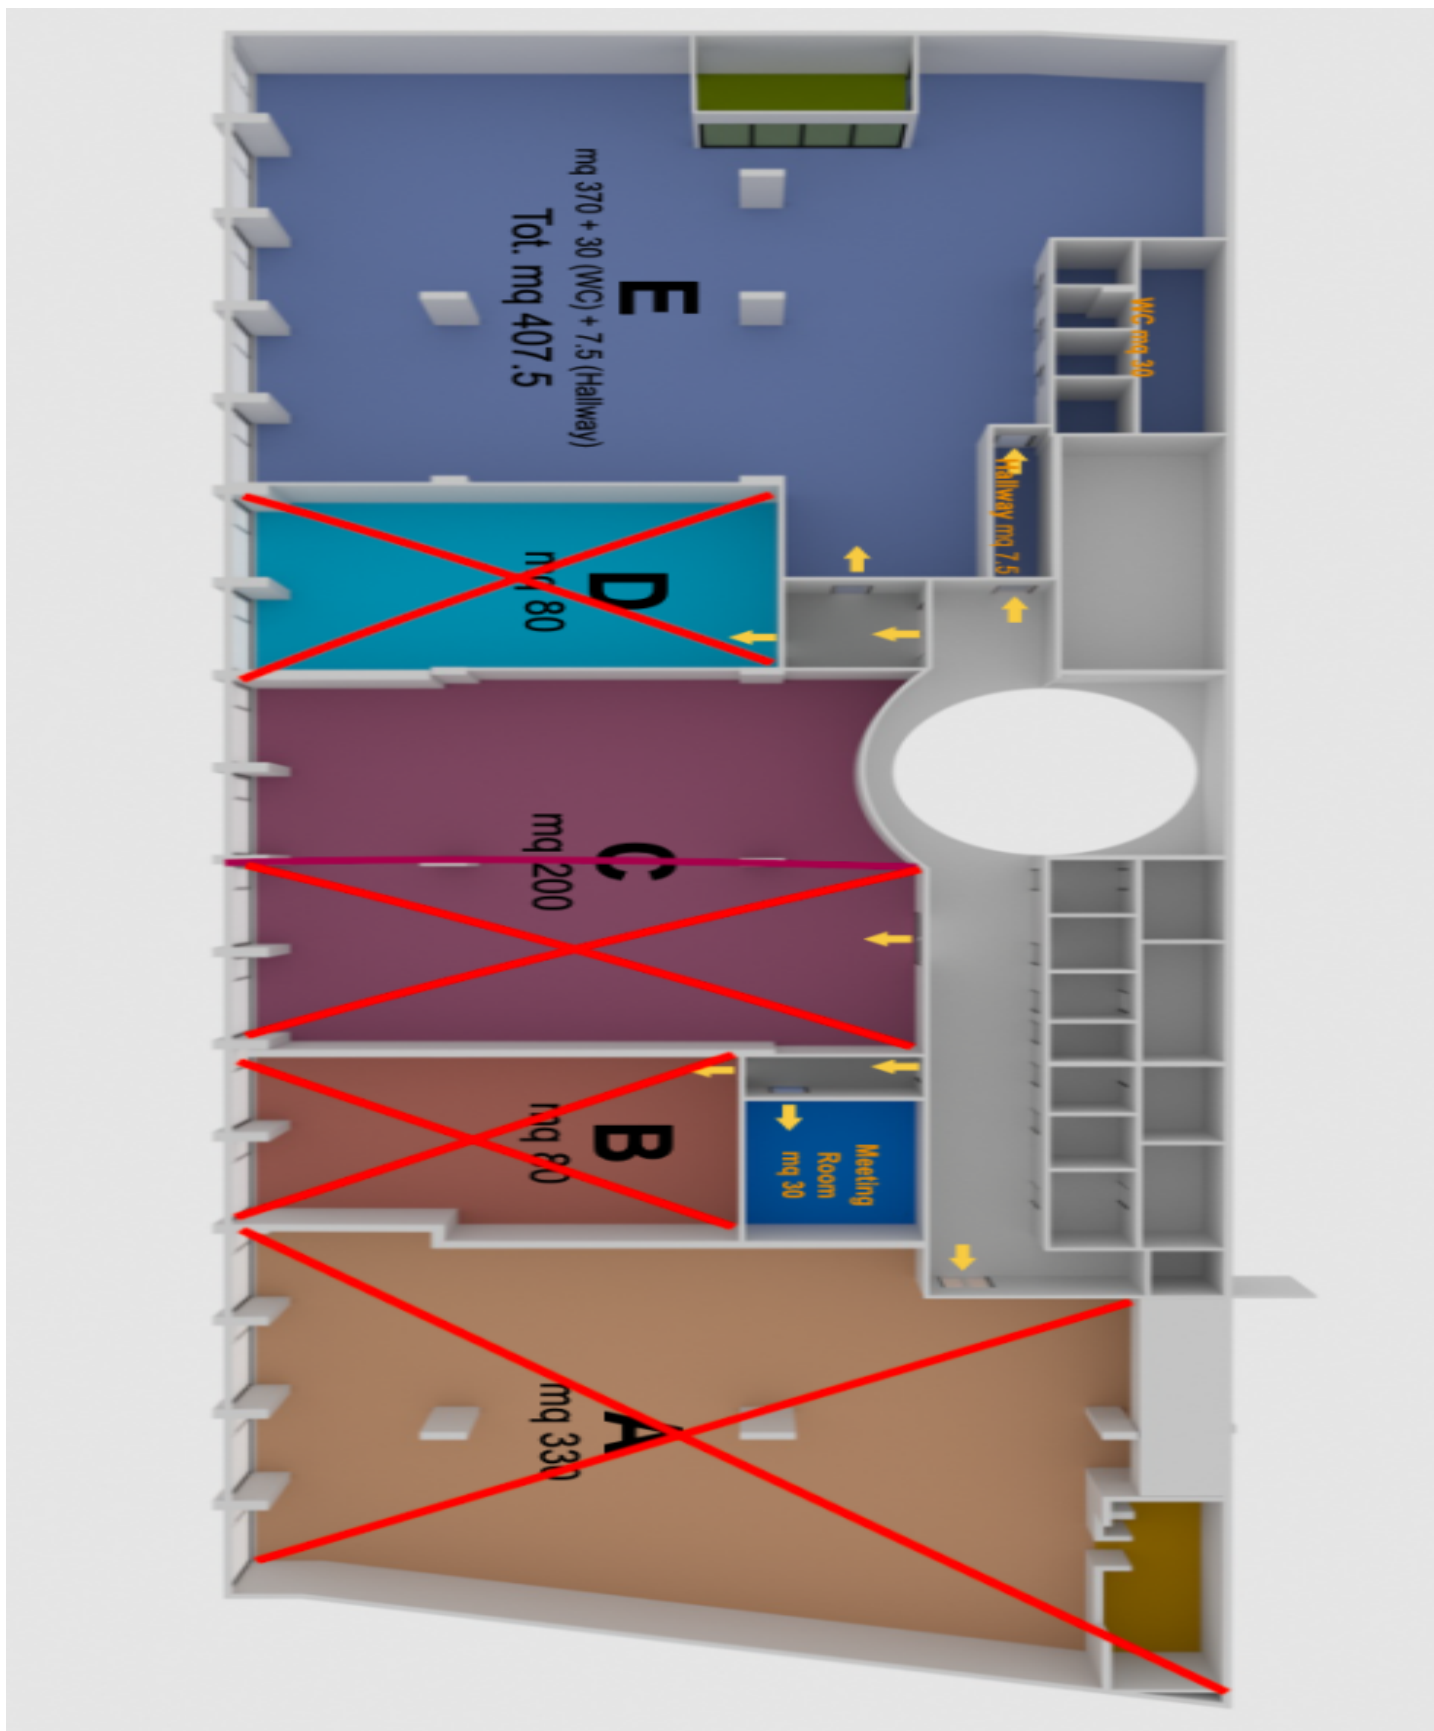 E
mq 370 + 30 (WC) + 7.5 (Hallway)
Tot. mq 407.5
WC mq 30
Hallway mq 7.5
D
mq 80
C
mq 200
B
mq 80
Meeting
Room
mq 30
A
mq 330